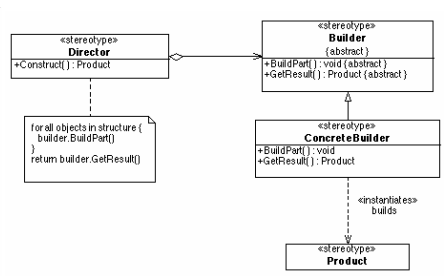 «stereotype»
Director
+Construct( ) : Product
«stereotype»
Builder
{abstract }
+BuildPart( ) : void {abstract }
+GetResult( ) : Product {abstract }
for all objects in structure {
builder.BuildPart()
}
return builder.GetResult()
«stereotype»
ConcreteBuilder
+BuildPart( ) : void
+GetResult( ) : Product
«instantiates»
builds
«stereotype»
Product